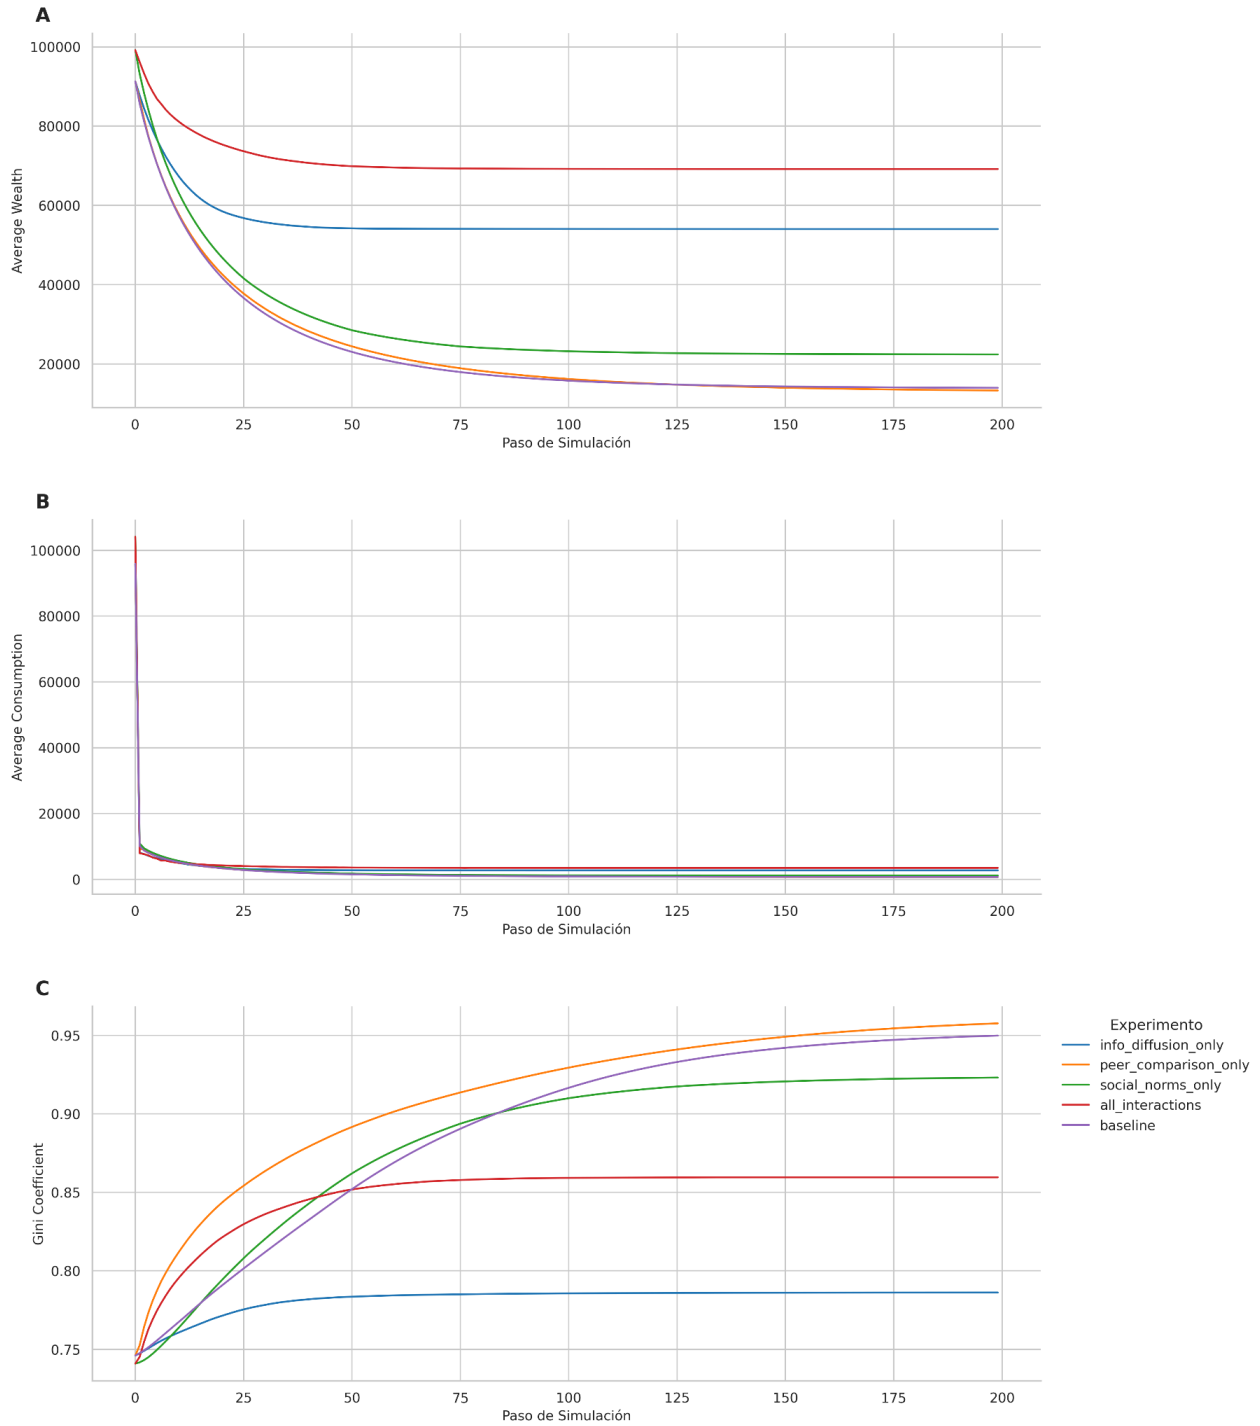 A
100000
80000
60000
40000
20000
Average Wealth
0 25 50 75 100 125 150 175 200
Paso de Simulación
B
100000
80000
60000
40000
20000
0
Average Consumption
0 25 50 75 100 125 150 175 200
Paso de Simulación
C
0.95
0.90
0.85
0.80
0.75
Gini Coefficient
0 25 50 75 100 125 150 175 200
Paso de Simulación
Experimento
info_diffusion_only
peer_comparison_only
social_norms_only
all_interactions
baseline